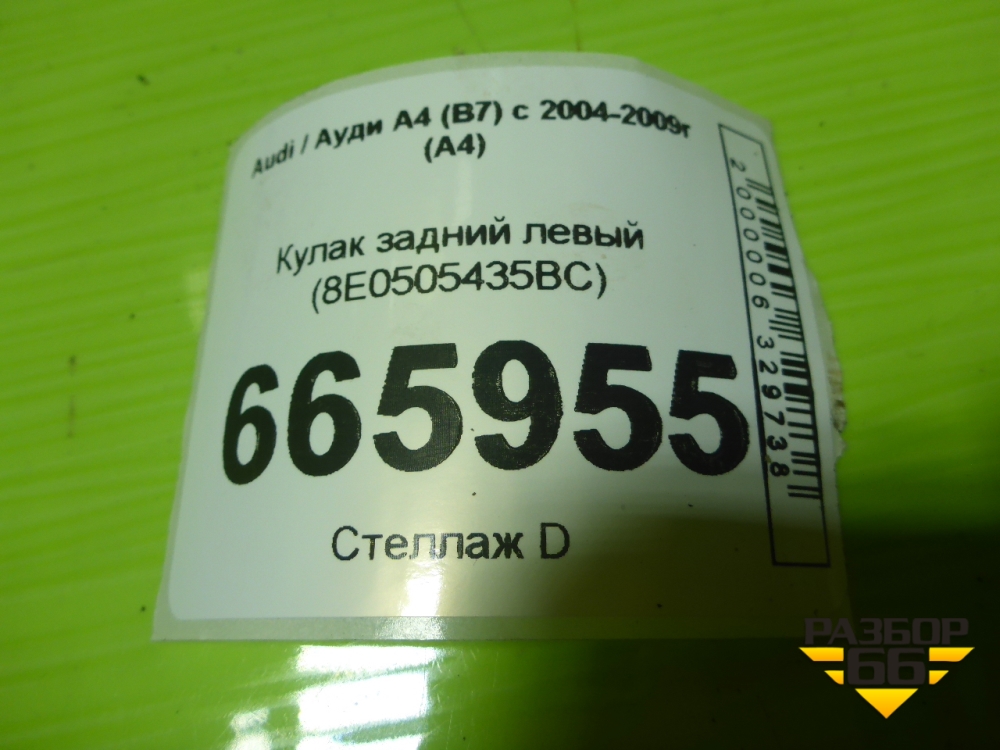 Audi / Ауди А4 (В7) с 2004-2009г
(А4)
Кулак задний левый
(8E0505435BC)
665955
Стеллаж D
2000006329738
РАЗБОР
66